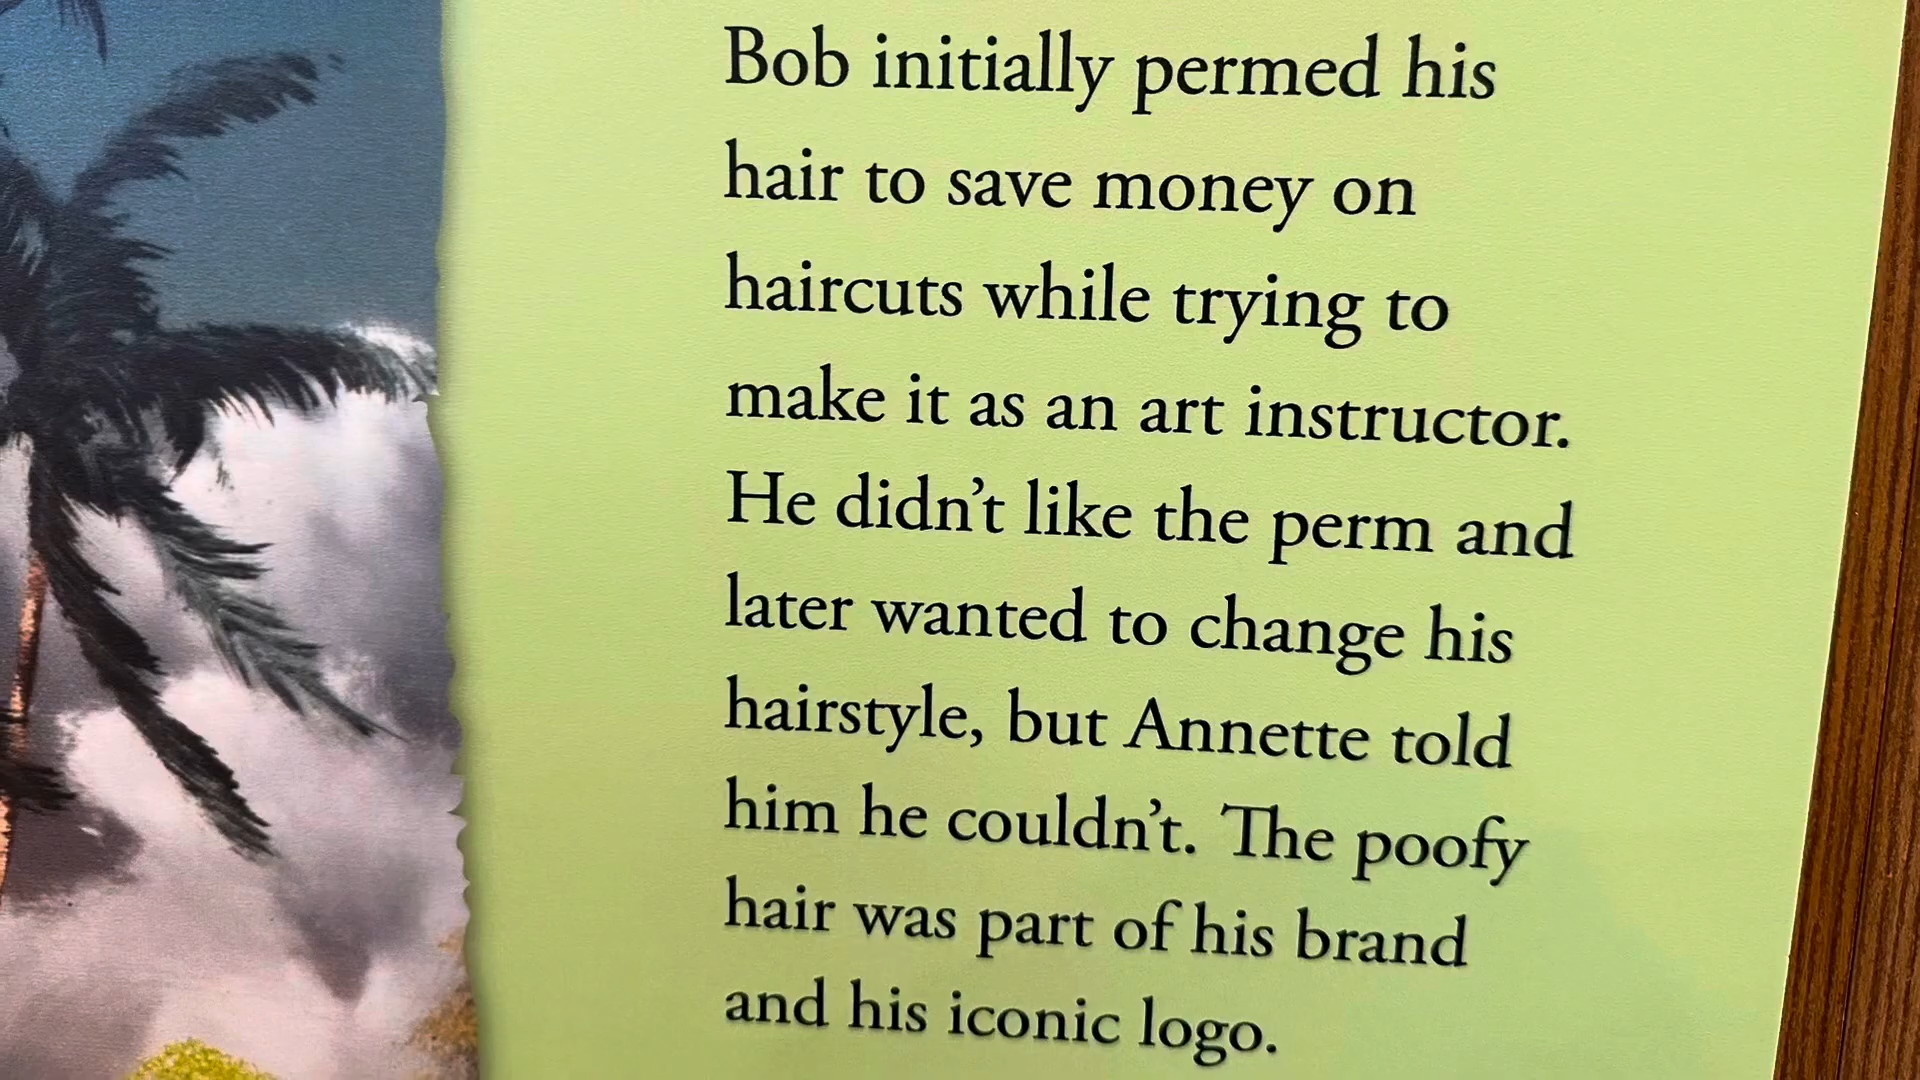 Bob initially permed his
hair to save money on
haircuts while trying to
make it as an art instructor.
He didn’t like the perm and
later wanted to change his
hairstyle, but Annette told
him he couldn’t. The poofy
hair was part of his brand
and his iconic logo.